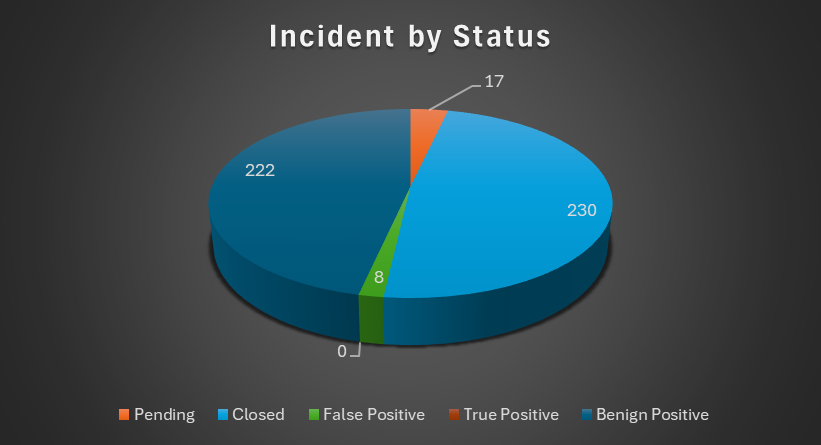 Incident by Status
17
222
230
8
0
Pending Closed False Positive True Positive Benign Positive